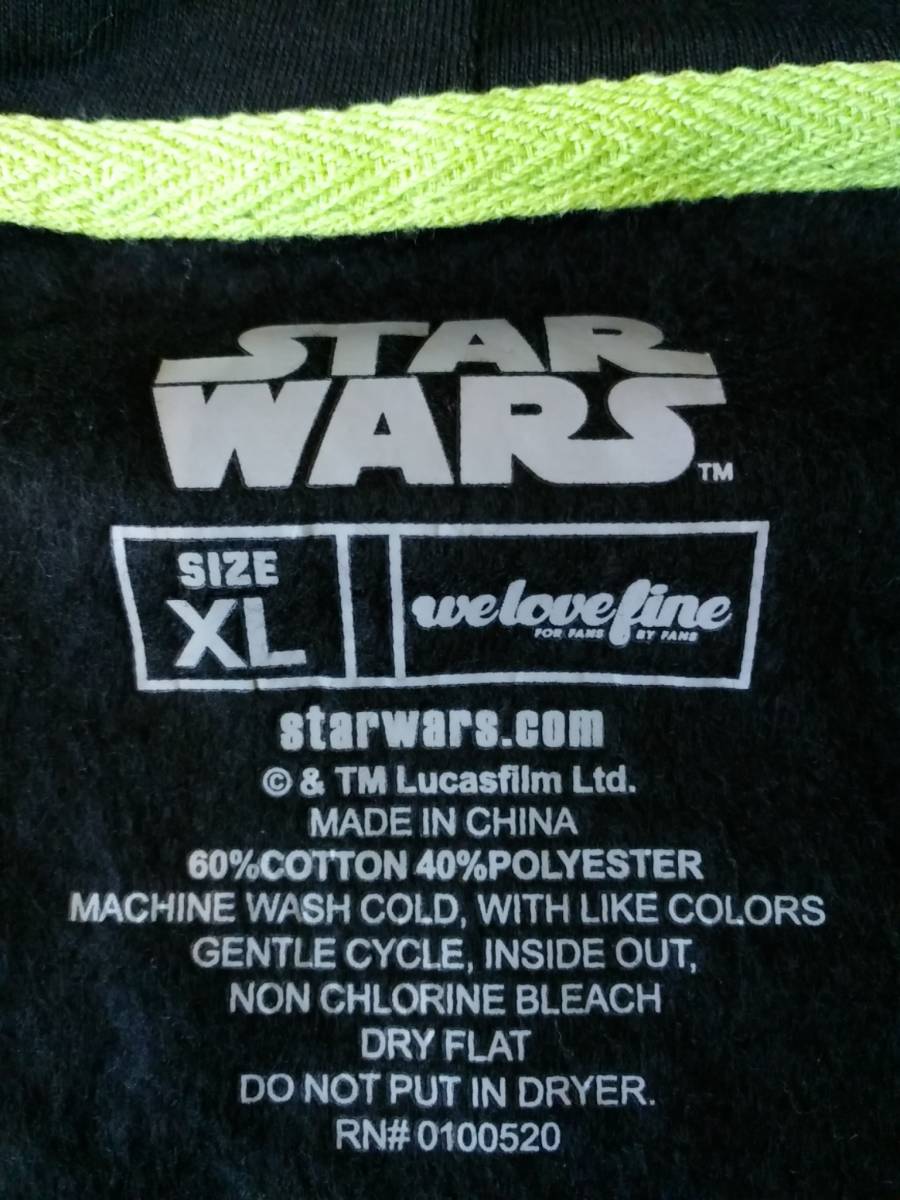 STAR
WARS TM
SIZE
XL
welovefine
FOR FANS BY FANS
starwars.com
© & TM Lucasfilm Ltd.
MADE IN CHINA
60%COTTON 40%POLYESTER
MACHINE WASH COLD, WITH LIKE COLORS
GENTLE CYCLE, INSIDE OUT,
NON CHLORINE BLEACH
DRY FLAT
DO NOT PUT IN DRYER.
RN# 0100520